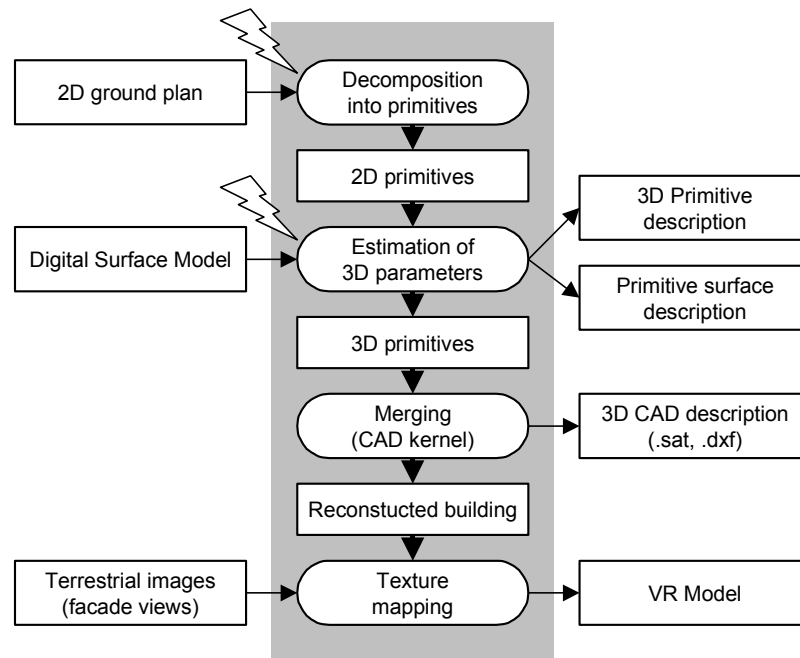 2D ground plan
Decomposition
into primitives
2D primitives
Digital Surface Model
Estimation of
3D parameters
3D Primitive
description
Primitive surface
description
3D primitives
Merging
(CAD kernel)
3D CAD description
(.sat, .dxf)
Reconstucted building
Terrestrial images
(facade views)
Texture
mapping
VR Model